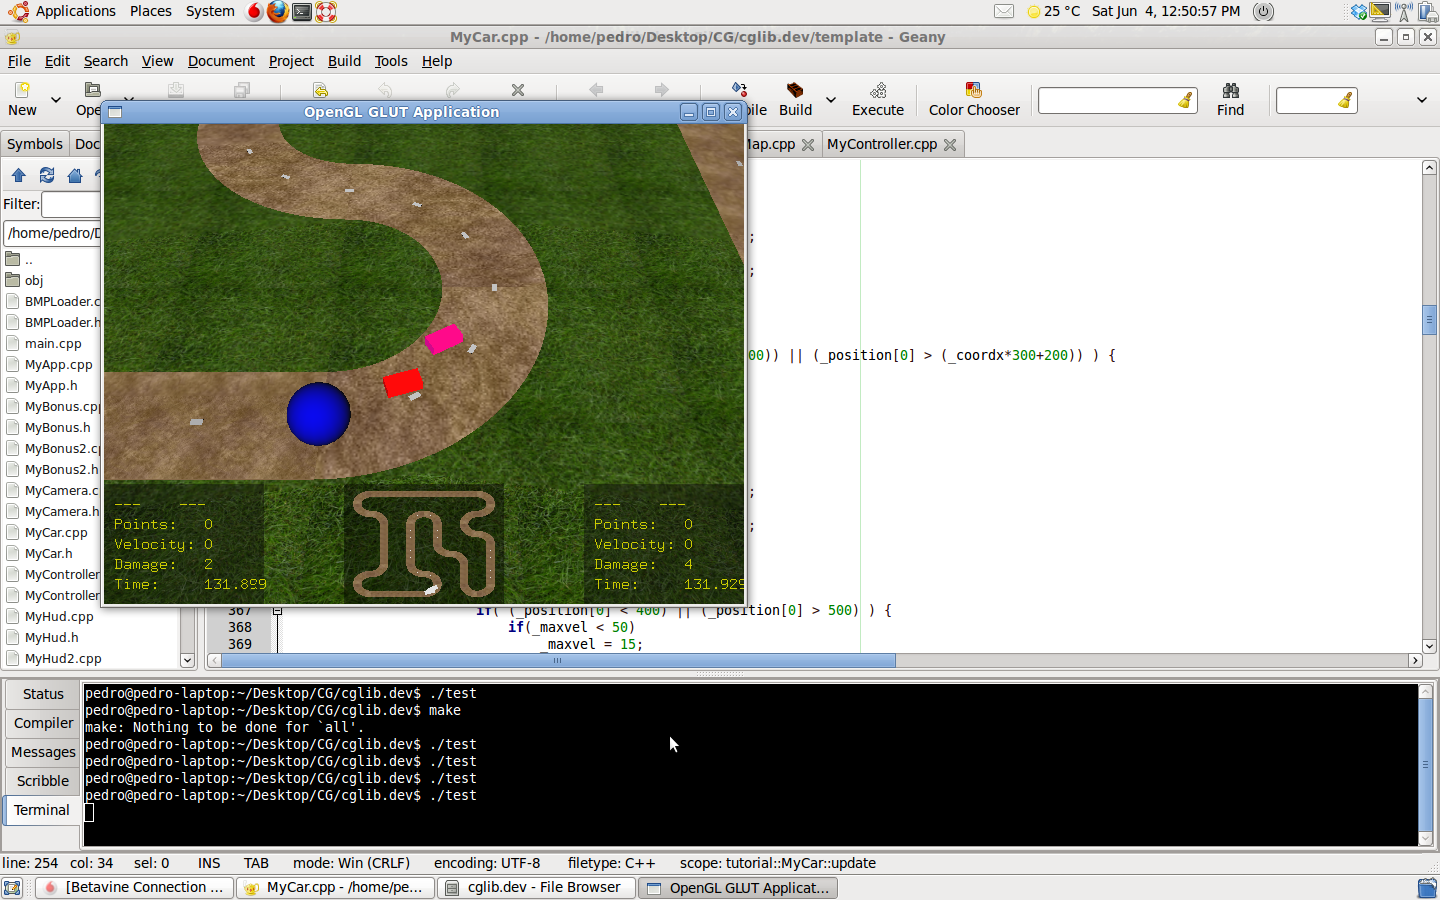 Applications Places System 25 °C Sat Jun 4, 12:50:57 PM
MyCar.cpp - /home/pedro/Desktop/CG/cglib.dev/template - Geany
File Edit Search View Document Project Build Tools Help
New Build Execute Color Chooser Find
OpenGL GLUT Application
Symbols MyController.cpp
Filter:
/home/pedro/
..
obj
BMPLoader.c
BMPLoader.h
main.cpp
MyApp.cpp
MyApp.h
MyBonus.cpp
MyBonus.h
MyBonus2.c
MyBonus2.h
MyCamera.c
MyCamera.h
MyCar.cpp
MyCar.h
MyController
MyController
MyHud.cpp
MyHud.h
MyHud2.cpp
;
;
00)) || (_position[0] > (_coordx*300+200)) ) {
;
;
--- ---
Points: 0
Velocity: 0
Damage: 2
Time: 131.899
--- ---
Points: 0
Velocity: 0
Damage: 4
Time: 131.929
367 if( (_position[0] < 400) || (_position[0] > 500) ) {
368 if(_maxvel < 50)
369 _maxvel = 15;
Status
Compiler
Messages
Scribble
Terminal
pedro@pedro-laptop:~/Desktop/CG/cglib.dev$ ./test
pedro@pedro-laptop:~/Desktop/CG/cglib.dev$ make
make: Nothing to be done for `all'.
pedro@pedro-laptop:~/Desktop/CG/cglib.dev$ ./test
pedro@pedro-laptop:~/Desktop/CG/cglib.dev$ ./test
pedro@pedro-laptop:~/Desktop/CG/cglib.dev$ ./test
pedro@pedro-laptop:~/Desktop/CG/cglib.dev$ ./test
line: 254 col: 34 sel: 0 INS TAB mode: Win (CRLF) encoding: UTF-8 filetype: C++ scope: tutorial::MyCar::update
[Betavine Connection ... MyCar.cpp - /home/pe... cglib.dev - File Browser OpenGL GLUT Applicat...